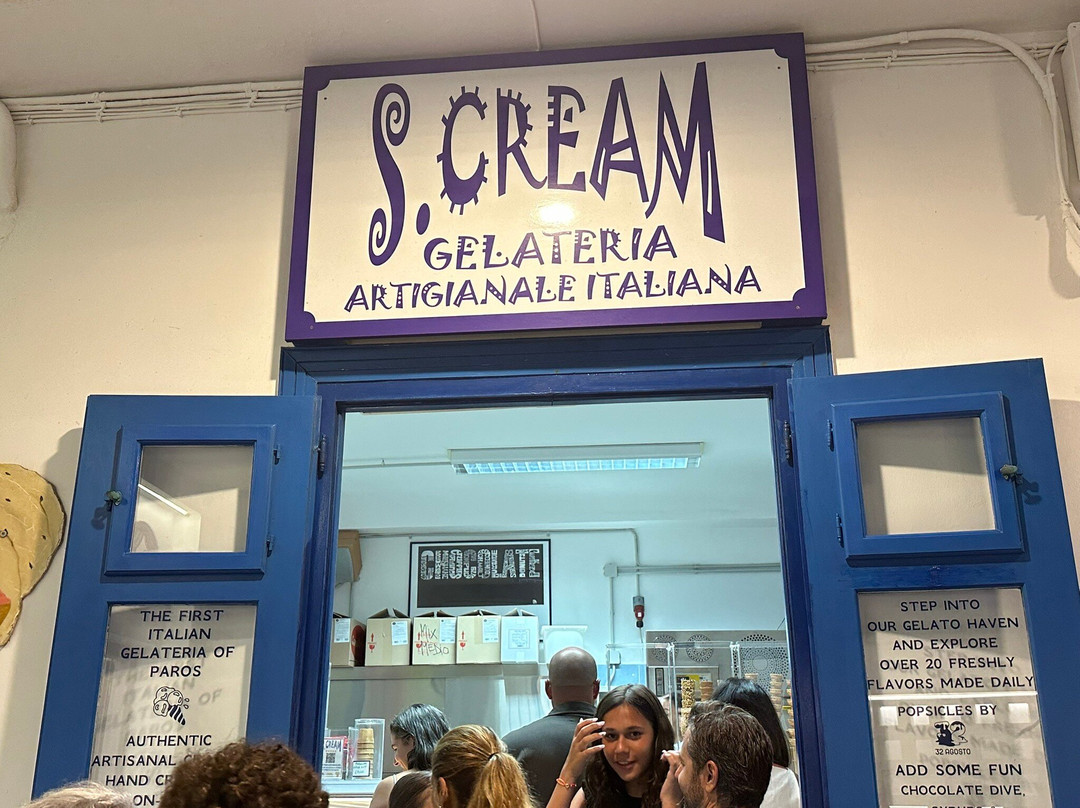 S.CREAM
GELATERIA
ARTIGIANALE ITALIANA
CHOCOLATE
MIX
MEDIO
THE FIRST
ITALIAN
GELATERIA OF
PAROS
AUTHENTIC
ARTISANAL
HAND
STEP INTO
OUR GELATO HAVEN
AND EXPLORE
OVER 20 FRESHLY
FLAVORS MADE DAILY
POPSICLES BY
32 AGOSTO
ADD SOME FUN
CHOCOLATE DIVE,